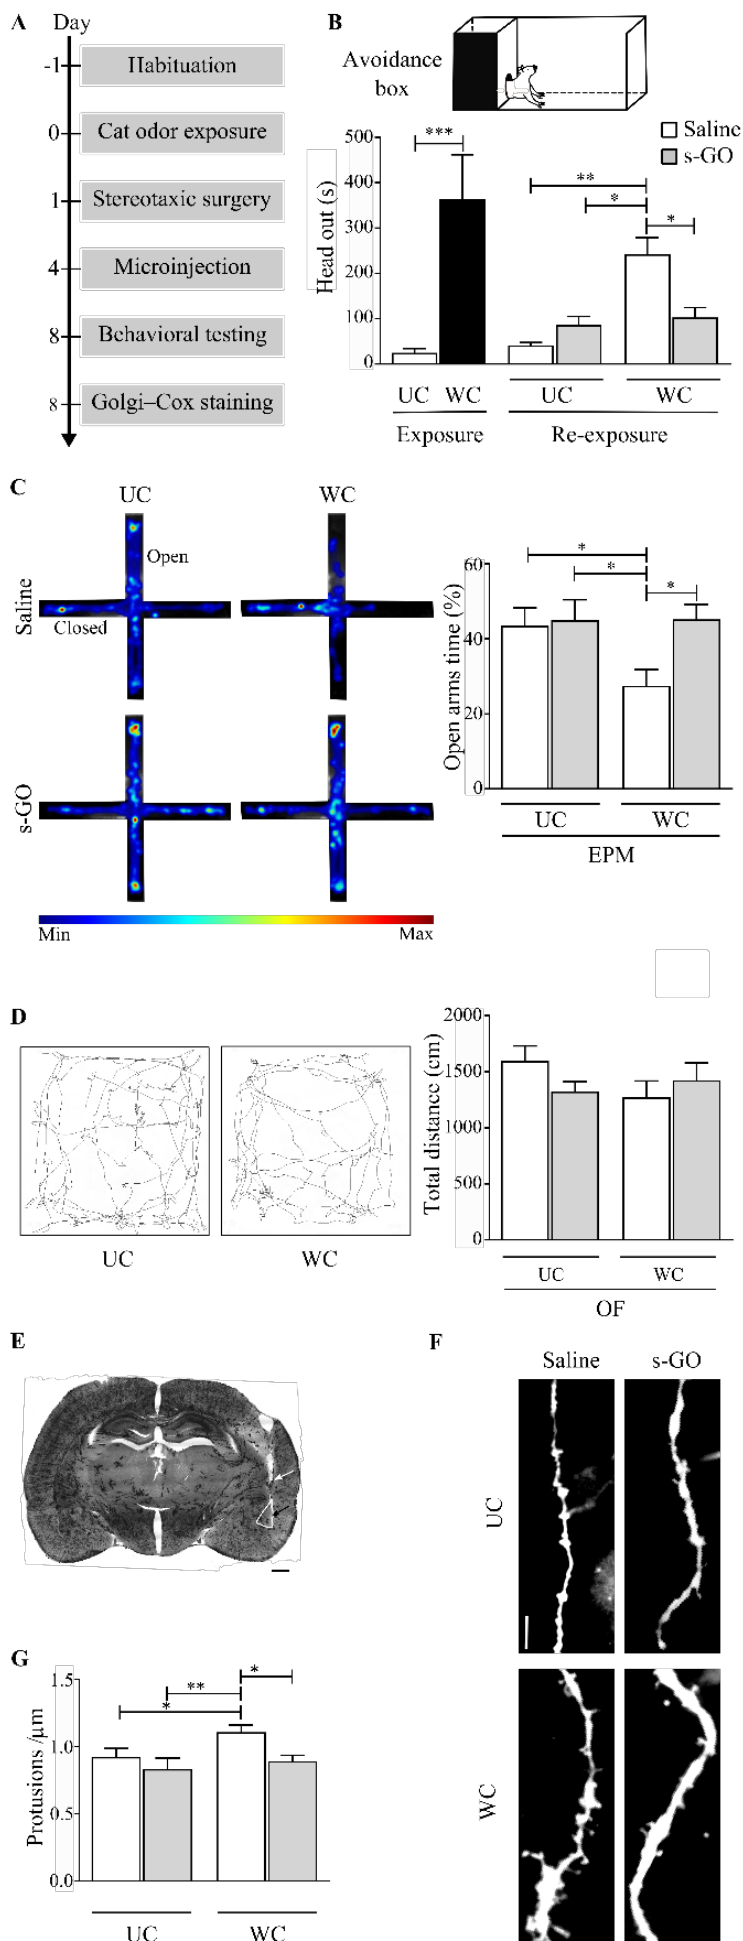 A
Day
-1
Habituation
0
Cat odor exposure
1
Stereotaxic surgery
4
Microinjection
8
Behavioral testing
8
Golgi–Cox staining
B
Avoidance
box
Saline
s-GO
500
400
300
200
100
0
Head out (s)
***
**
*
*
UC WC
UC
WC
Exposure
Re-exposure
C
UC
WC
Saline
Open
Closed
s-GO
Min
Max
60
40
20
0
Open arms time (%)
*
*
*
UC
WC
EPM
D
UC
WC
2000
1500
1000
500
0
Total distance (cm)
UC
WC
OF
E
F
Saline
s-GO
UC
WC
G
1.5
1.0
0.5
0.0
Protusions /μm
*
**
*
UC
WC